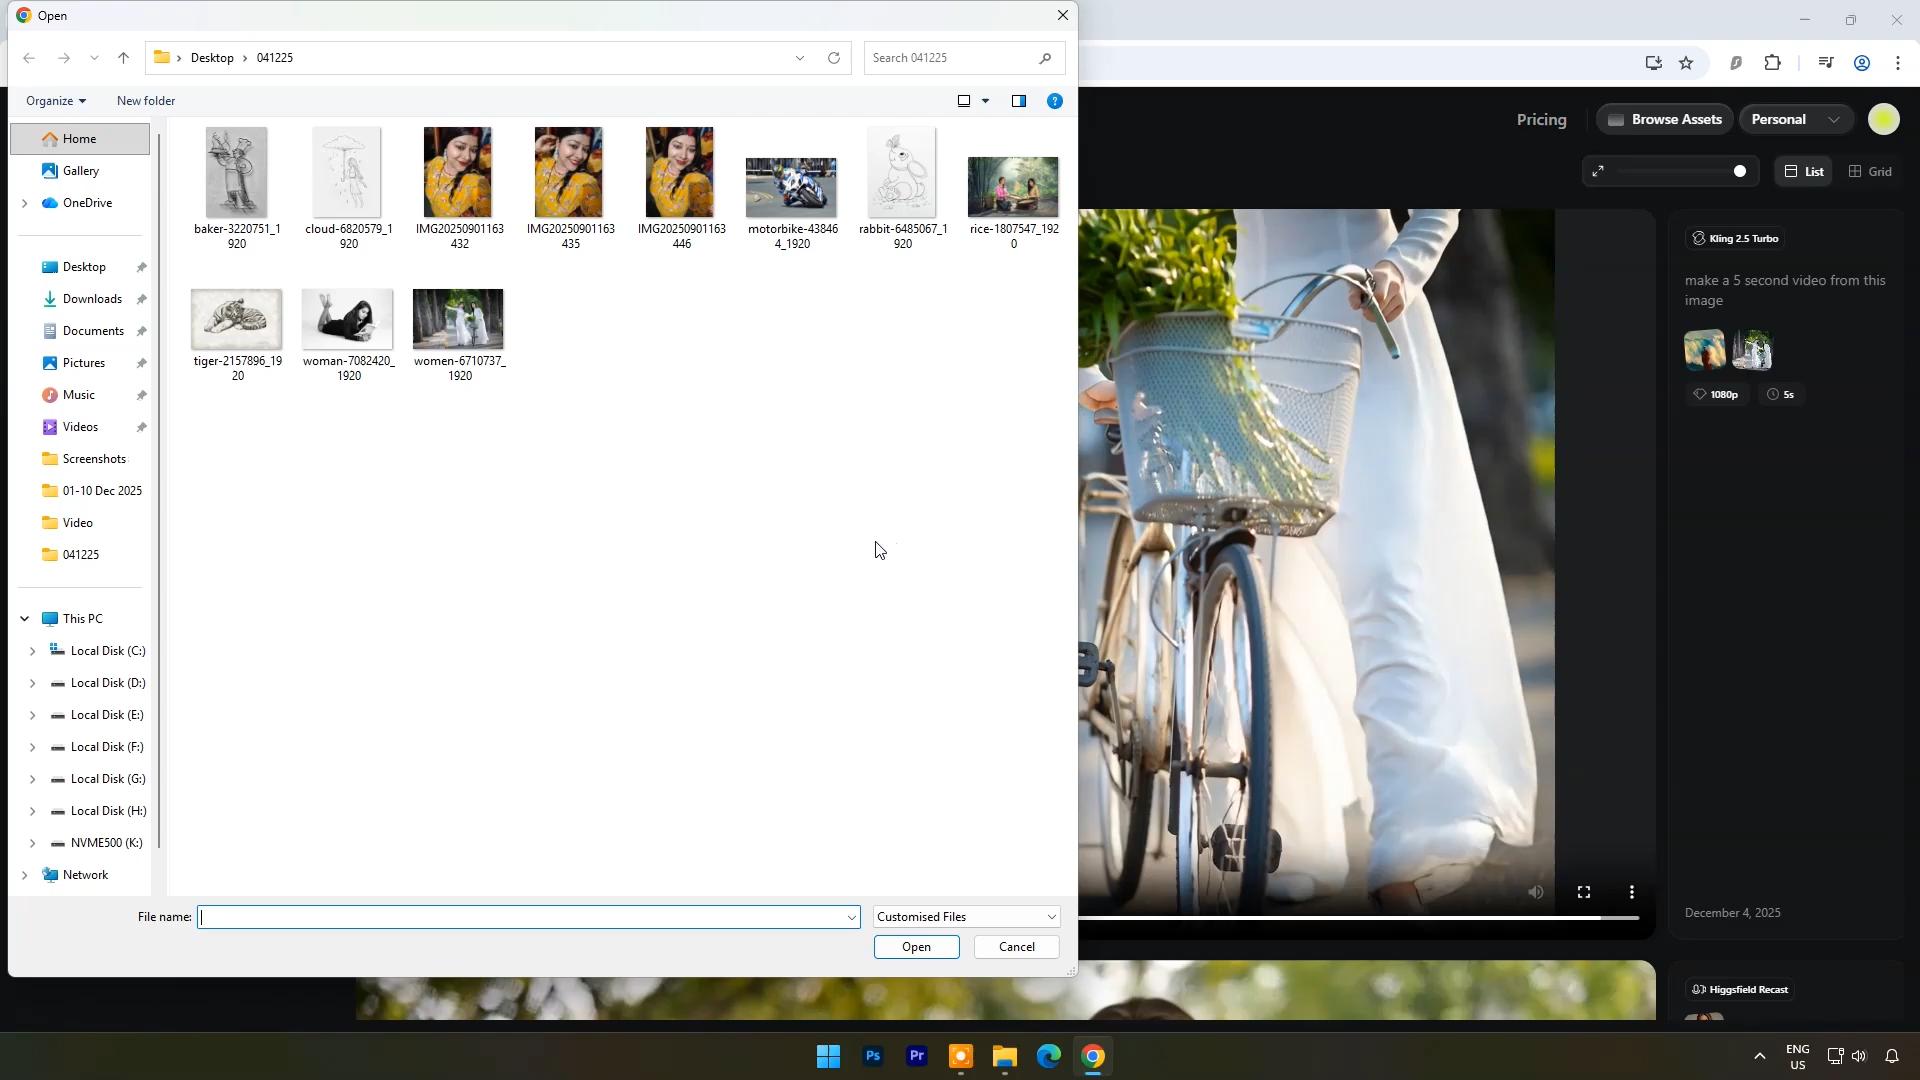 Open
Desktop
041225
Search 041225
Organize
New folder
Pricing
Browse Assets
Personal
List
Grid
Home
Gallery
OneDrive
Desktop
Downloads
Documents
Pictures
Music
Videos
Screenshots
01-10 Dec 2025
Video
041225
This PC
Local Disk (C:)
Local Disk (D:)
Local Disk (E:)
Local Disk (F:)
Local Disk (G:)
Local Disk (H:)
NVME500 (K:)
Network
baker-3220751_1
920
cloud-6820579_1
920
IMG20250901163
432
IMG20250901163
435
IMG20250901163
446
motorbike-43846
4_1920
rabbit-6485067_1
920
rice-1807547_192
0
tiger-2157896_19
20
woman-7082420_
1920
women-6710737_
1920
Kling 2.5 Turbo
make a 5 second video from this
image
1080p
5s
December 4, 2025
File name:
Customised Files
Open
Cancel
Higgsfield Recast
Ps
Pr
ENG
US